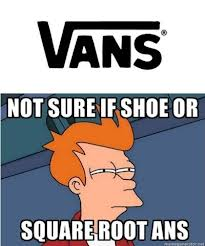 VANS®
NOT SURE IF SHOE OR
SQUARE ROOT ANS